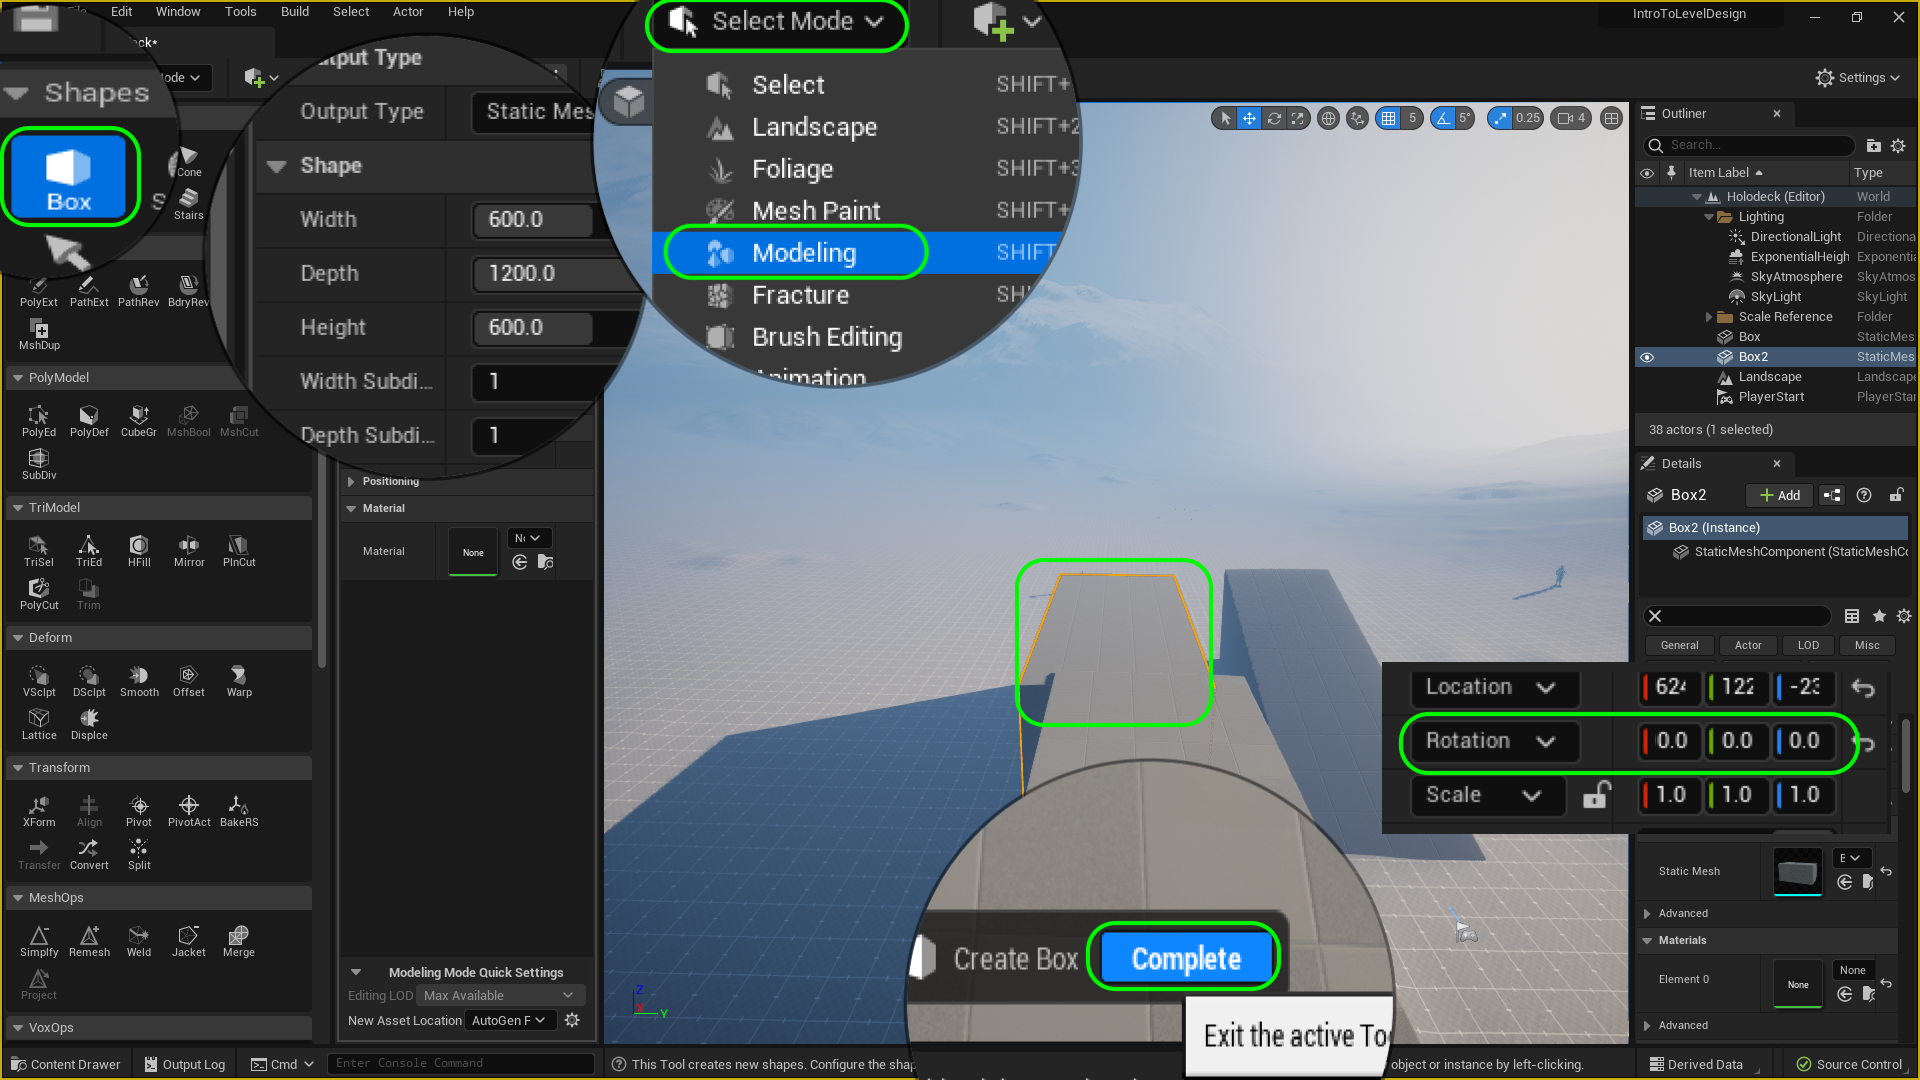 File Edit Window Tools Build Select Actor Help
IntroToLevelDesign
Select Mode
Settings
Shapes
Box
Cone
Stairs
Output Type
Output Type
Shape
Width 600.0
Depth 1200.0
Height 600.0
Width Subdi... 1
Depth Subdi... 1
Select SHIFT+
Landscape SHIFT+2
Foliage SHIFT+3
Mesh Paint SHIFT+
Modeling SHIFT
Fracture
Brush Editing
Animation
5
5°
0.25
4
PolyExt PathExt PathRev BdryRev
MshDup
PolyModel
PolyEd PolyDef CubeGr MshBool MshCut
SubDiv
TriModel
TriSel TriEd HFill Mirror PlnCut
PolyCut Trim
Deform
VSclpt DSclpt Smooth Offset Warp
Lattice Displce
Transform
XForm Align Pivot PivotAct BakeRS
Transfer Convert Split
MeshOps
Simplfy Remesh Weld Jacket Merge
Project
VoxOps
Positioning
Material
Material None
Modeling Mode Quick Settings
Editing LOD Max Available
New Asset Location AutoGen F
Create Box Complete
Exit the active Too
Z
X
Y
Outliner
Search...
Item Label Type
Holodeck (Editor) World
Lighting Folder
DirectionalLight Directiona
ExponentialHeigh Exponentia
SkyAtmosphere SkyAtmos
SkyLight SkyLight
Scale Reference Folder
Box StaticMes
Box2 StaticMes
Landscape Landscape
PlayerStart PlayerStar
38 actors (1 selected)
Details
Box2 Add
Box2 (Instance)
StaticMeshComponent (StaticMeshCo
General Actor LOD Misc
Location 624 122 -23
Rotation 0.0 0.0 0.0
Scale 1.0 1.0 1.0
Static Mesh
Advanced
Materials
Element 0 None None
Advanced
Content Drawer Output Log Cmd Enter Console Command
This Tool creates new shapes. Configure the shap
object or instance by left-clicking.
Derived Data Source Control